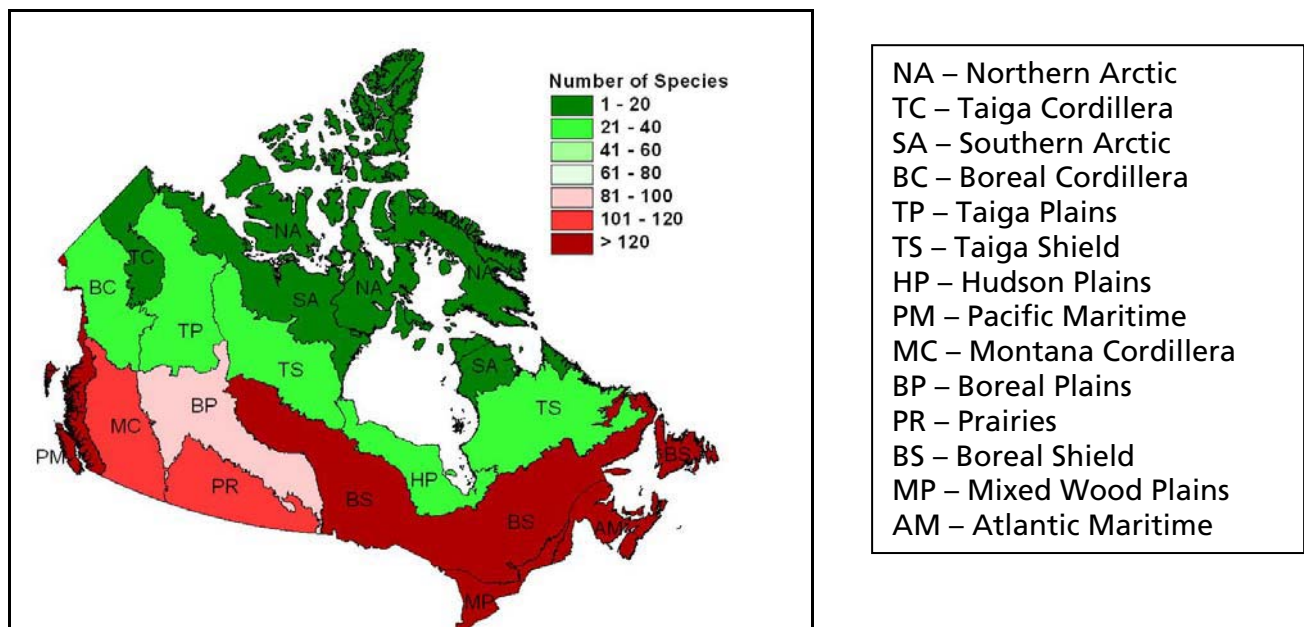 Number of Species
1 - 20
21 - 40
41 - 60
61 - 80
81 - 100
101 - 120
> 120
NA
NA
NA
TC
SA
BC
TP
TS
SA
TS
BP
MC
PM
PR
HP
BS
BS
BS
AM
MP
NA – Northern Arctic
TC – Taiga Cordillera
SA – Southern Arctic
BC – Boreal Cordillera
TP – Taiga Plains
TS – Taiga Shield
HP – Hudson Plains
PM – Pacific Maritime
MC – Montana Cordillera
BP – Boreal Plains
PR – Prairies
BS – Boreal Shield
MP – Mixed Wood Plains
AM – Atlantic Maritime